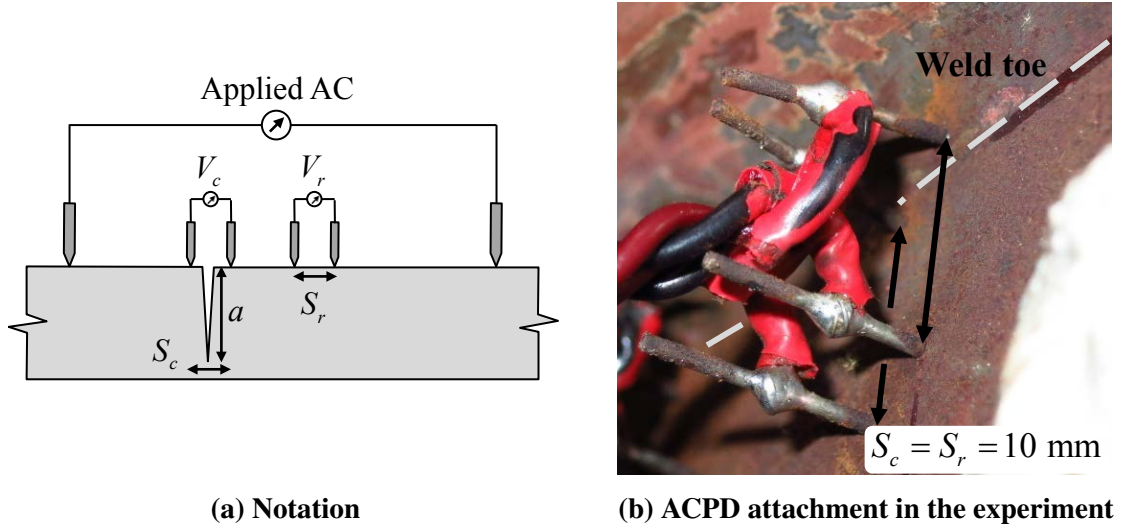 Applied AC
V_c
V_r
a
S_r
S_c
Weld toe
S_c = S_r = 10 mm
(a) Notation
(b) ACPD attachment in the experiment